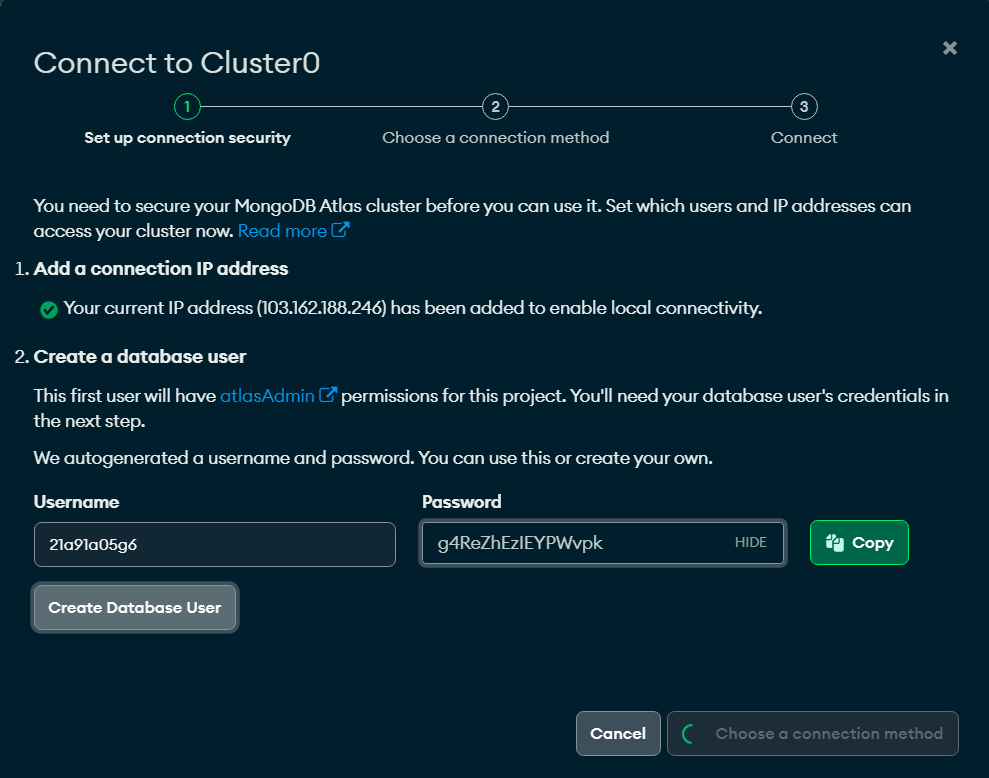 Connect to Cluster0
1 2 3
Set up connection security Choose a connection method Connect
You need to secure your MongoDB Atlas cluster before you can use it. Set which users and IP addresses can
access your cluster now. Read more
1. Add a connection IP address
Your current IP address (103.162.188.246) has been added to enable local connectivity.
2. Create a database user
This first user will have atlasAdmin permissions for this project. You'll need your database user's credentials in
the next step.
We autogenerated a username and password. You can use this or create your own.
Username Password
21a91a05g6 g4ReZhEzIEYPWvpk HIDE Copy
Create Database User
Cancel Choose a connection method